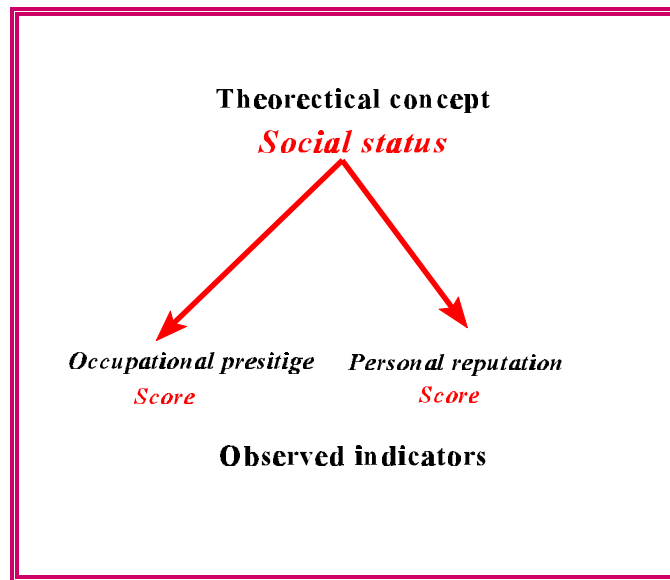 Theorectical concept
Social status
Occupational presitige
Personal reputation
Score
Score
Observed indicators